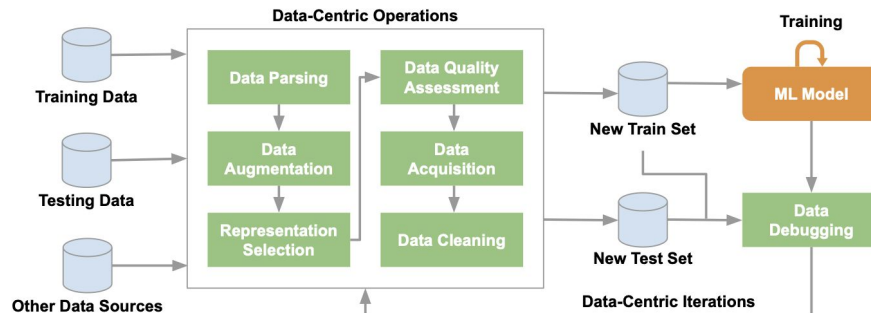 Data-Centric Operations
Training
Training Data
Testing Data
Other Data Sources
Data Parsing
Data
Augmentation
Representation
Selection
Data Quality
Assessment
Data
Acquisition
Data Cleaning
New Train Set
New Test Set
ML Model
Data
Debugging
Data-Centric Iterations